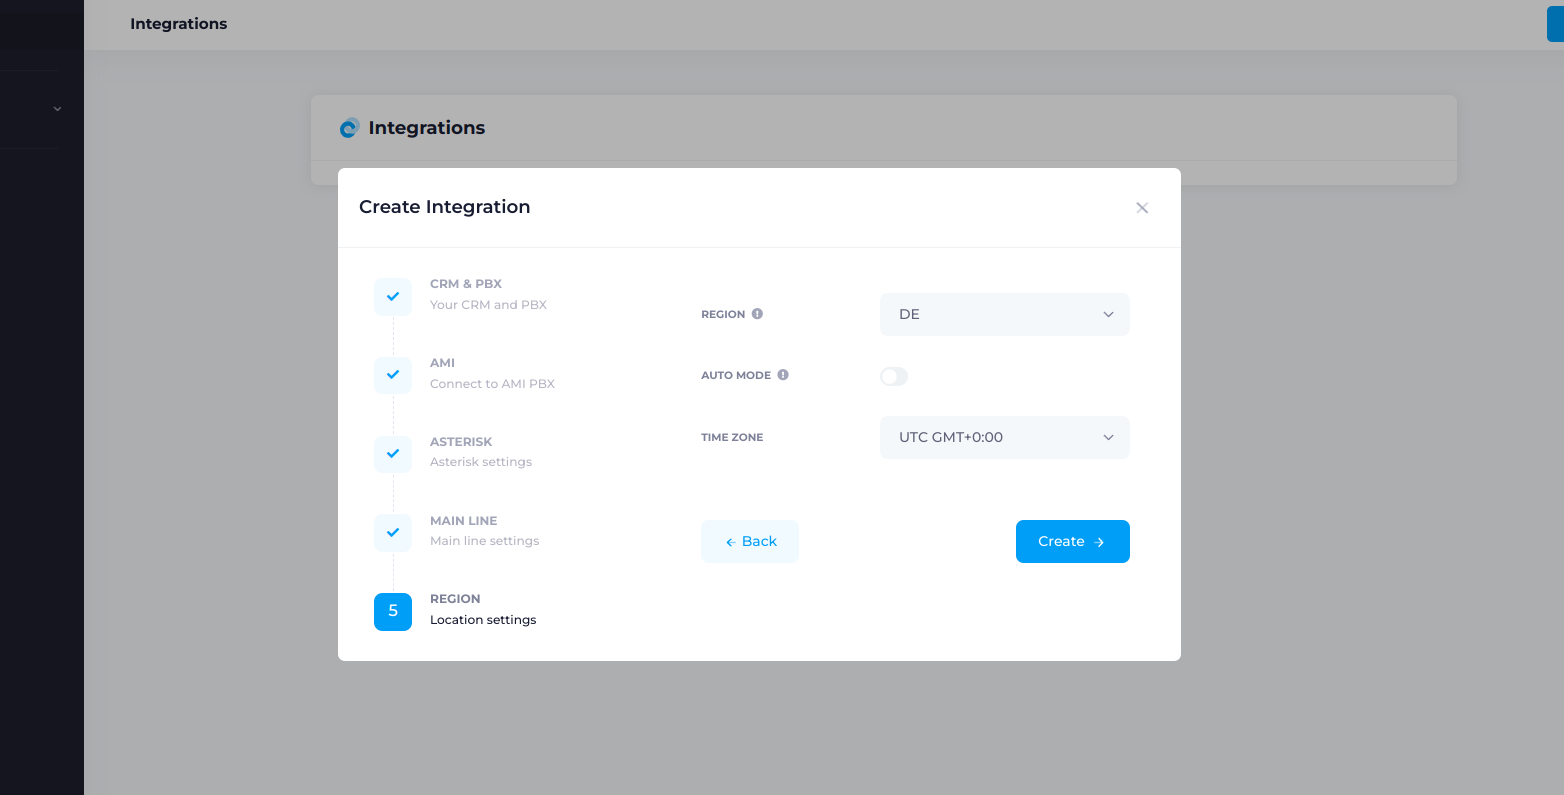 Integrations
Integrations
Create Integration
CRM & PBX
Your CRM and PBX
AMI
Connect to AMI PBX
ASTERISK
Asterisk settings
MAIN LINE
Main line settings
5
REGION
Location settings
REGION
DE
AUTO MODE
TIME ZONE
UTC GMT+0:00
Back
Create